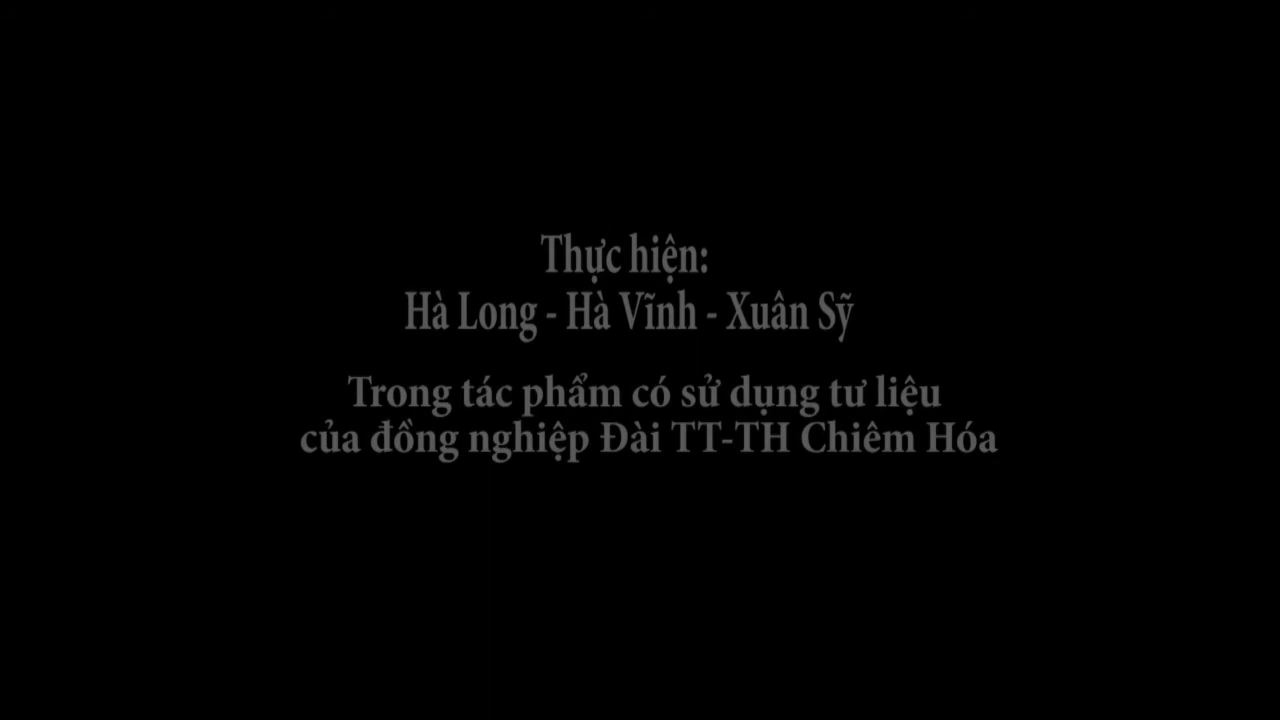 Thực hiện:
Hà Long - Hà Vĩnh - Xuân Sỹ
Trong tác phẩm có sử dụng tư liệu
của đồng nghiệp Đài TT-TH Chiêm Hóa